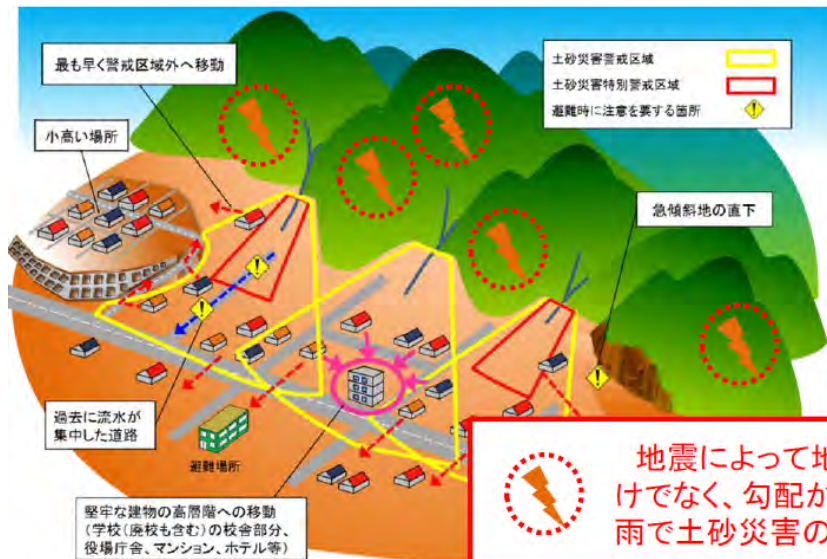 最も早く警戒区域外へ移動
小高い場所
土砂災害警戒区域
土砂災害特別警戒区域
避難時に注意を要する箇所
急傾斜地の直下
過去に流水が
集中した道路
避難場所
堅牢な建物の高層階への移動
(学校(廃校も含む)の校舎部分、
役場庁舎、マンション、ホテル等)
地震によって地
けでなく、勾配が
雨で土砂災害の